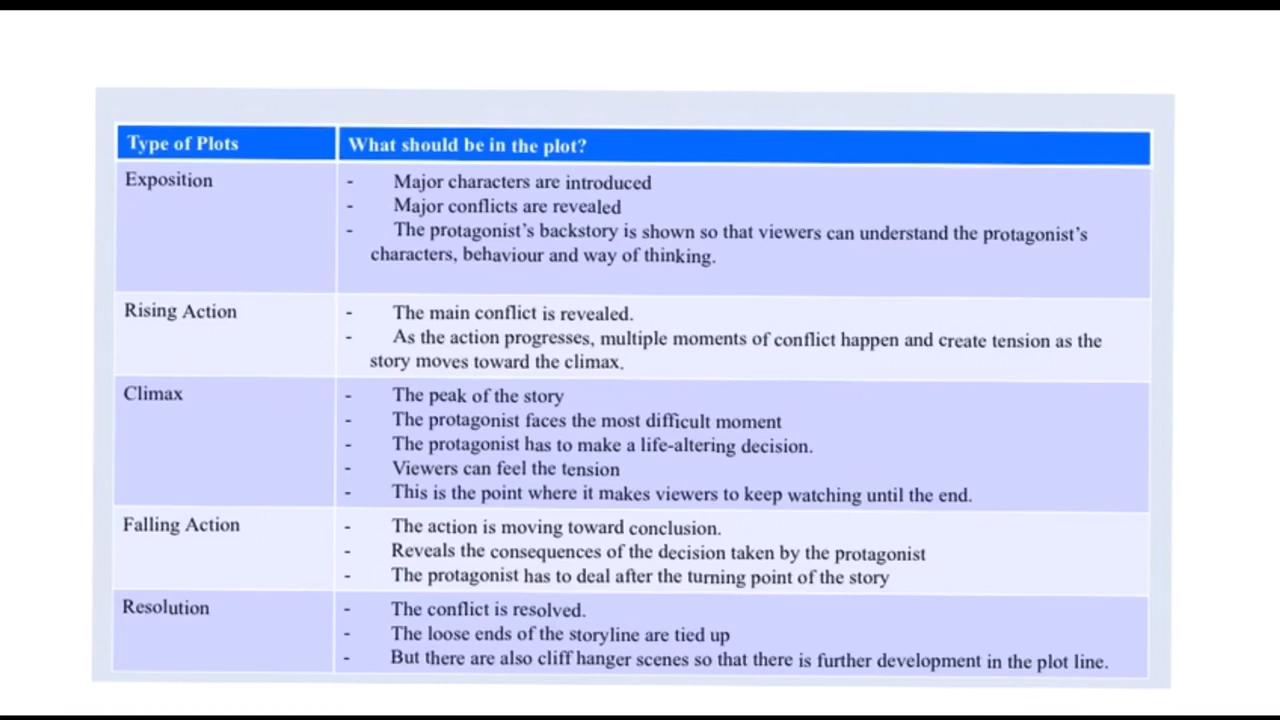 Type of Plots
What should be in the plot?
Exposition
- Major characters are introduced
- Major conflicts are revealed
- The protagonist's backstory is shown so that viewers can understand the protagonist's
characters, behaviour and way of thinking.
Rising Action
- The main conflict is revealed.
- As the action progresses, multiple moments of conflict happen and create tension as the
story moves toward the climax.
Climax
- The peak of the story
- The protagonist faces the most difficult moment
- The protagonist has to make a life-altering decision.
- Viewers can feel the tension
- This is the point where it makes viewers to keep watching until the end.
Falling Action
- The action is moving toward conclusion.
- Reveals the consequences of the decision taken by the protagonist
- The protagonist has to deal after the turning point of the story
Resolution
- The conflict is resolved.
- The loose ends of the storyline are tied up
- But there are also cliff hanger scenes so that there is further development in the plot line.